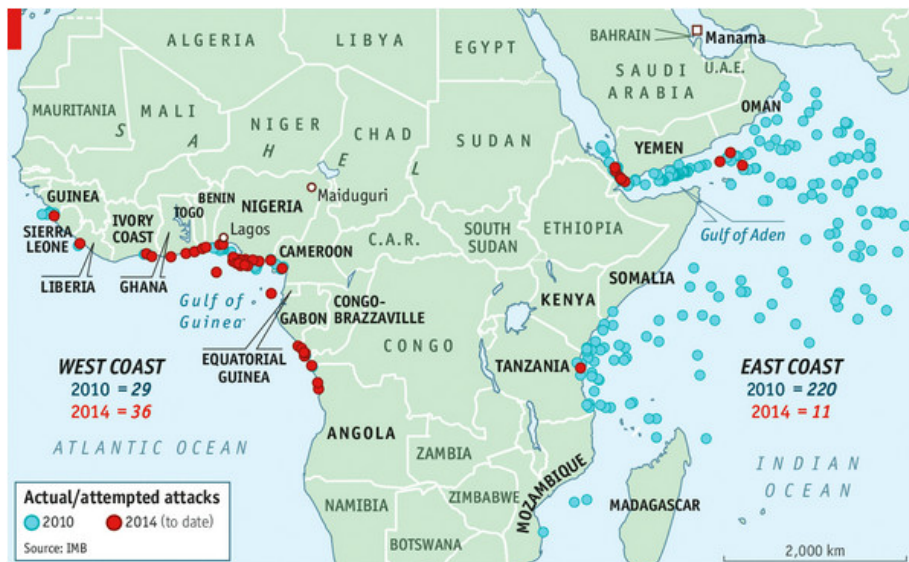 ALGERIA
LIBYA
EGYPT
BAHRAIN
Manama
U.A.E.
SAUDI
ARABIA
OMAN
MAURITANIA
MALI
NIGER
CHAD
SUDAN
YEMEN
S A H E L
GUINEA
SIERRA
LEONE
IVORY
COAST
TOGO
BENIN
NIGERIA
Maiduguri
Lagos
CAMEROON
C.A.R.
SOUTH
SUDAN
ETHIOPIA
Gulf of Aden
SOMALIA
LIBERIA
GHANA
Gulf of
Guinea
GABON
CONGO-
BRAZZAVILLE
EQUATORIAL
GUINEA
CONGO
KENYA
TANZANIA
WEST COAST
2010 = 29
2014 = 36
EAST COAST
2010 = 220
2014 = 11
ATLANTIC OCEAN
ANGOLA
ZAMBIA
MOZAMBIQUE
ZIMBABWE
NAMIBIA
BOTSWANA
MADAGASCAR
INDIAN
OCEAN
Actual/attempted attacks
2010 2014 (to date)
Source: IMB
2,000 km